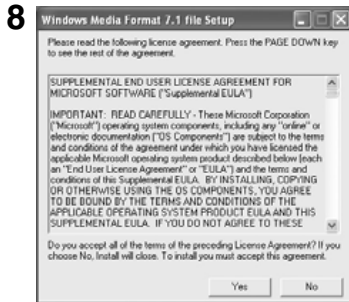 8
Windows Media Format 7.1 file Setup
Please read the following license agreement. Press the PAGE DOWN key
to see the rest of the agreement.
SUPPLEMENTAL END USER LICENSE AGREEMENT FOR
MICROSOFT SOFTWARE ("Supplemental EULA")
IMPORTANT: READ CAREFULLY - These Microsoft Corporation
("Microsoft") operating system components, including any "online" or
electronic documentation ("OS Components") are subject to the terms
and conditions of the agreement under which you have licensed the
applicable Microsoft operating system product described below (each
an "End User License Agreement" or "EULA") and the terms and
conditions of this Supplemental EULA. BY INSTALLING, COPYING
OR OTHERWISE USING THE OS COMPONENTS, YOU AGREE
TO BE BOUND BY THE TERMS AND CONDITIONS OF THE
APPLICABLE OPERATING SYSTEM PRODUCT EULA AND THIS
SUPPLEMENTAL EULA. IF YOU DO NOT AGREE TO THESE
Do you accept all of the terms of the preceding License Agreement? If you
choose No, Install will close. To install you must accept this agreement.
Yes No